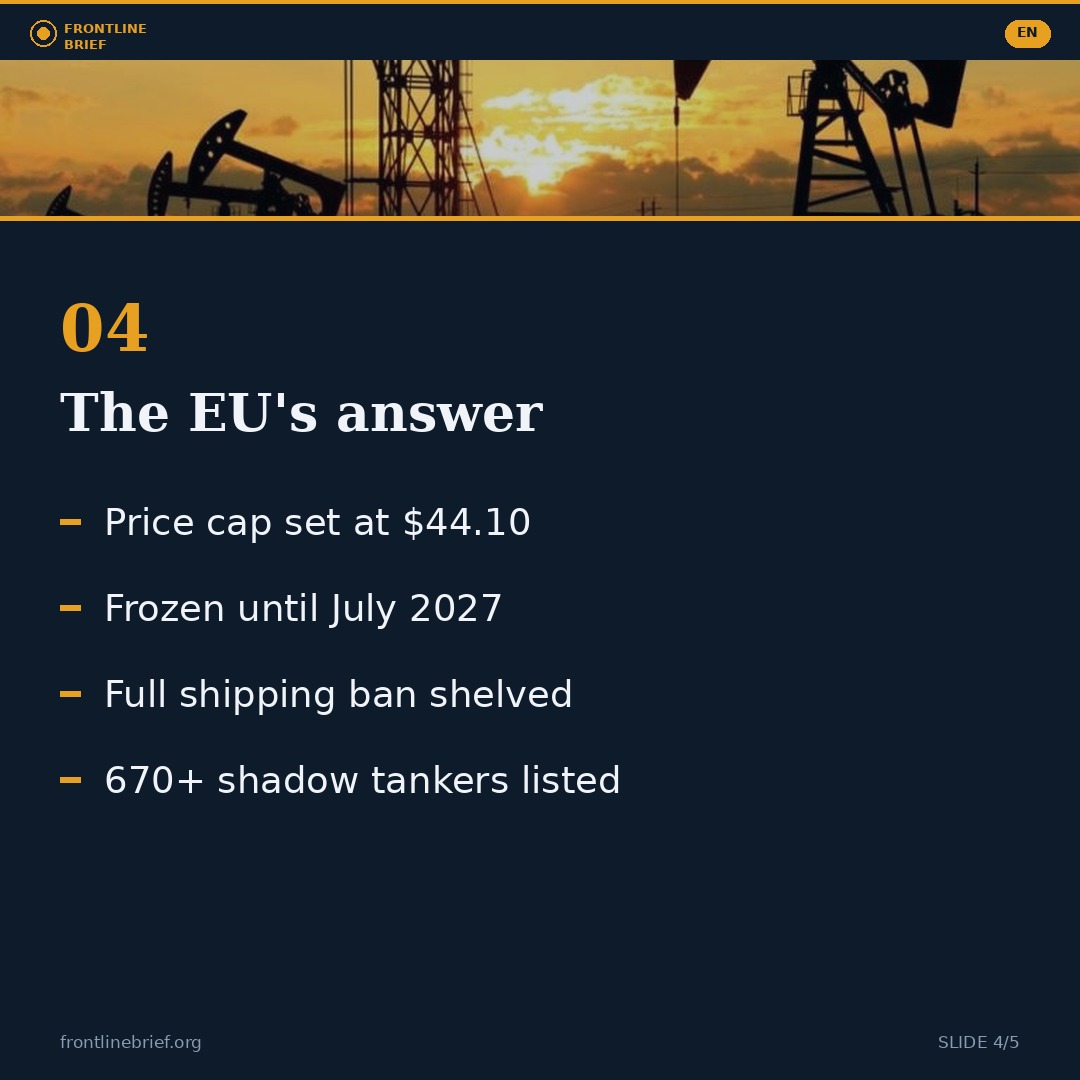 FRONTLINE
BRIEF
EN
04
The EU's answer
Price cap set at $44.10
Frozen until July 2027
Full shipping ban shelved
670+ shadow tankers listed
frontlinebrief.org
SLIDE 4/5